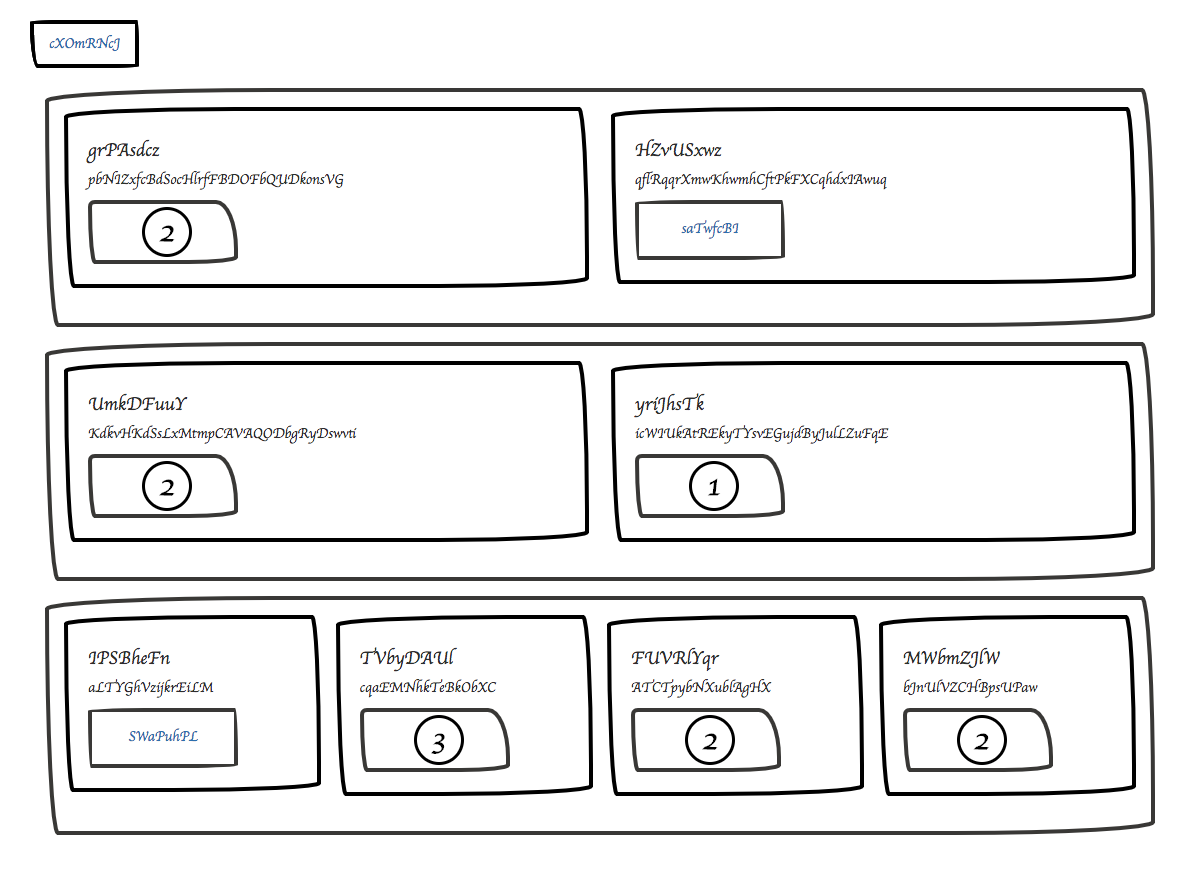 cXOmRNcJ
grPAsdcz
pbNIZxfcBdSocHlrfFBDOFbQUDkonsVG
2
HZvUSxwz
qflRqqrXmwKhwmhCftPkFXCqhdxIAwuq
saTwfcBI
UmkDFuuY
KdkvHKdSsLxMtmpCAVAQODbgRyDswvti
2
yriJhsTk
icWIUkAtREkyTYsvEGujdByJulLZuFqE
1
IPSBheFn
aLTYGhVzijkrEiLM
SWaPuhPL
TVbyDAUl
cqaEMNhkTeBkObXC
3
FUVRlYqr
ATCTpybNXublAgHX
2
MWbmZJlW
bJnUlVZCHBpsUPaw
2